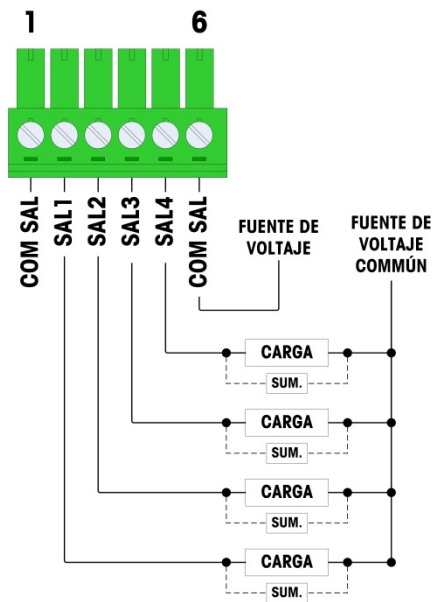 1 6
COM SAL
SAL1
SAL2
SAL3
SAL4
COM SAL
FUENTE DE
VOLTAJE
FUENTE DE
VOLTAJE
COMMÚN
CARGA
SUM.
CARGA
SUM.
CARGA
SUM.
CARGA
SUM.